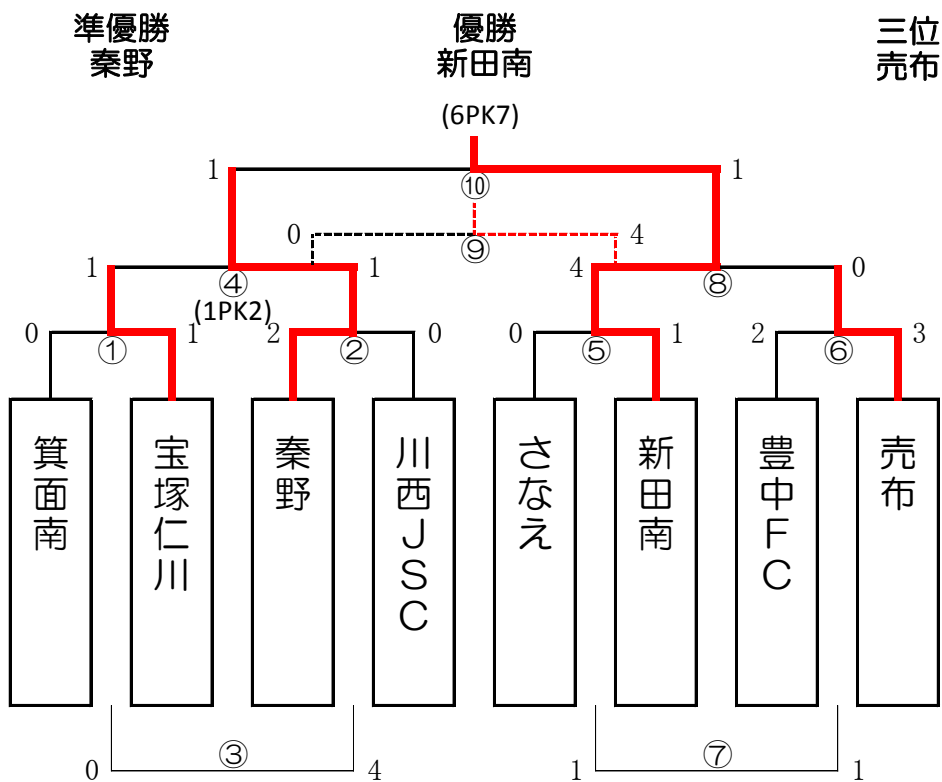 準優勝
秦野
優勝
新田南
三位
売布
(6PK7)
1
⑩
1
0
⑨
4
1
④
1
4
⑧
0
(1PK2)
0
①
1
2
②
0
0
⑤
1
2
⑥
3
箕面南
宝塚仁川
秦野
川西JSC
さなえ
新田南
豊中FC
売布
0
③
4
1
⑦
1